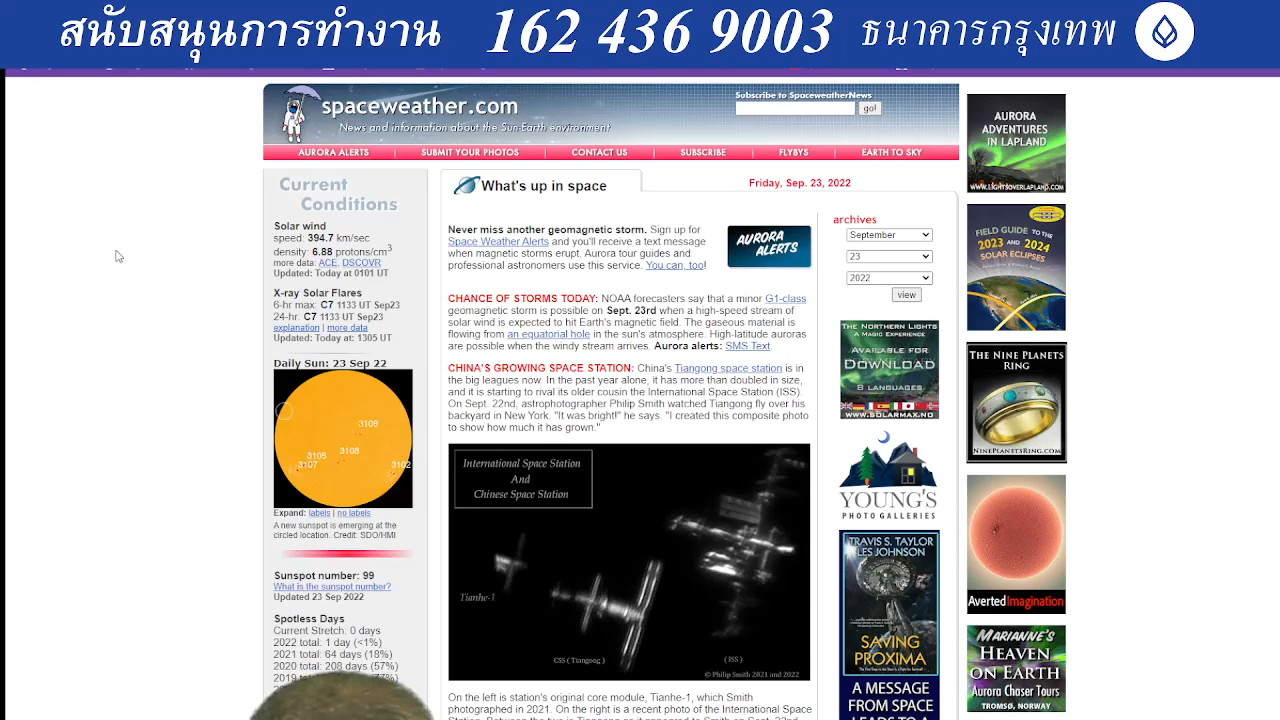 สนับสนุนการทำงาน 162 436 9003 ธนาคารกรุงเทพ
spaceweather.com
News and information about the Sun-Earth environment
Subscribe to SpaceweatherNews
go!
AURORA ALERTS | SUBMIT YOUR PHOTOS | CONTACT US | SUBSCRIBE | FLYBYS | EARTH TO SKY
Current
Conditions
Solar wind
speed: 394.7 km/sec
density: 6.88 protons/cm3
more data: ACE, DSCOVR
Updated: Today at 0101 UT
X-ray Solar Flares
6-hr max: C7 1133 UT Sep23
24-hr: C7 1133 UT Sep23
explanation | more data
Updated: Today at: 1305 UT
Daily Sun: 23 Sep 22
3109
3105
3108
3107
3102
Expand: labels | no labels
A new sunspot is emerging at the
circled location. Credit: SDO/HMI
Sunspot number: 99
What is the sunspot number?
Updated 23 Sep 2022
Spotless Days
Current Stretch: 0 days
2022 total: 1 day (<1%)
2021 total: 64 days (18%)
2020 total: 208 days (57%)
2019
What's up in space
Friday, Sep. 23, 2022
Never miss another geomagnetic storm. Sign up for
Space Weather Alerts and you'll receive a text message
when magnetic storms erupt. Aurora tour guides and
professional astronomers use this service. You can, too!
AURORA
ALERTS
CHANCE OF STORMS TODAY: NOAA forecasters say that a minor G1-class
geomagnetic storm is possible on Sept. 23rd when a high-speed stream of
solar wind is expected to hit Earth's magnetic field. The gaseous material is
flowing from an equatorial hole in the sun's atmosphere. High-latitude auroras
are possible when the windy stream arrives. Aurora alerts: SMS Text.
CHINA'S GROWING SPACE STATION: China's Tiangong space station is in
the big leagues now. In the past year alone, it has more than doubled in size,
and it is starting to rival its older cousin the International Space Station (ISS).
On Sept. 22nd, astrophotographer Philip Smith watched Tiangong fly over his
backyard in New York. "It was bright!" he says. "I created this composite photo
to show how much it has grown."
International Space Station
And
Chinese Space Station
Tianhe-1
CSS ( Tiangong )
( ISS )
© Philip Smith 2021 and 2022
On the left is station's original core module, Tianhe-1, which Smith
photographed in 2021. On the right is a recent photo of the International Space
archives
September
23
2022
view
THE NORTHERN LIGHTS
A MAGIC EXPERIENCE
AVAILABLE FOR
DOWNLOAD
8 LANGUAGES
WWW.SOLARMAX.NO
YOUNG'S
PHOTO GALLERIES
TRAVIS S. TAYLOR
LES JOHNSON
SAVING
PROXIMA
A MESSAGE
FROM SPACE
LEADS TO A
AURORA
ADVENTURES
IN LAPLAND
WWW.LIGHTSOVERLAPLAND.COM
FIELD GUIDE TO THE
2023 AND 2024
SOLAR ECLIPSES
THE NINE PLANETS
RING
NINEPLANETSRING.COM
AvertedImagination
MARIANNE'S
HEAVEN
ON EARTH
Aurora Chaser Tours
TROMSØ, NORWAY